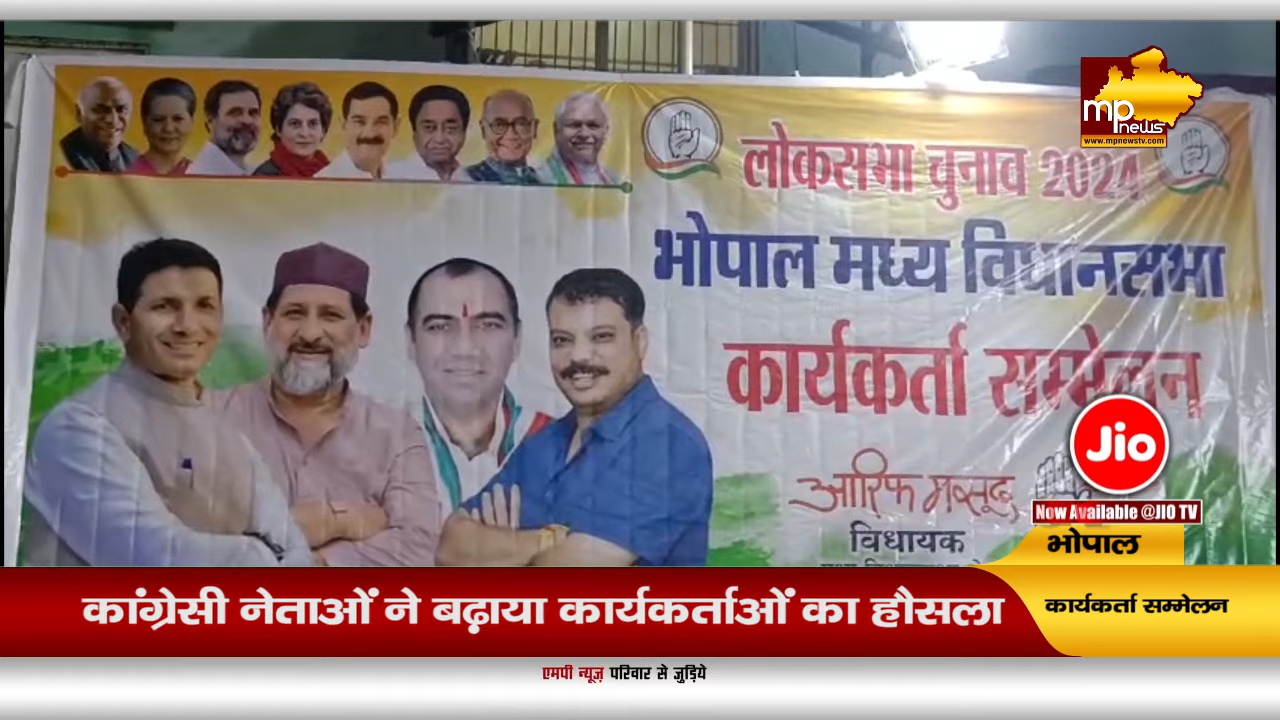 mp news
www.mpnewstv.com
लोकसभा चुनाव 2024
भोपाल मध्य विधानसभा
कार्यकर्ता सम्मेलन
आरिफ मसूद
विधायक
Jio
Now Available @JIO TV
भोपाल
कांग्रेसी नेताओं ने बढ़ाया कार्यकर्ताओं का हौसला
कार्यकर्ता सम्मेलन
एमपी न्यूज़ परिवार से जुड़िये